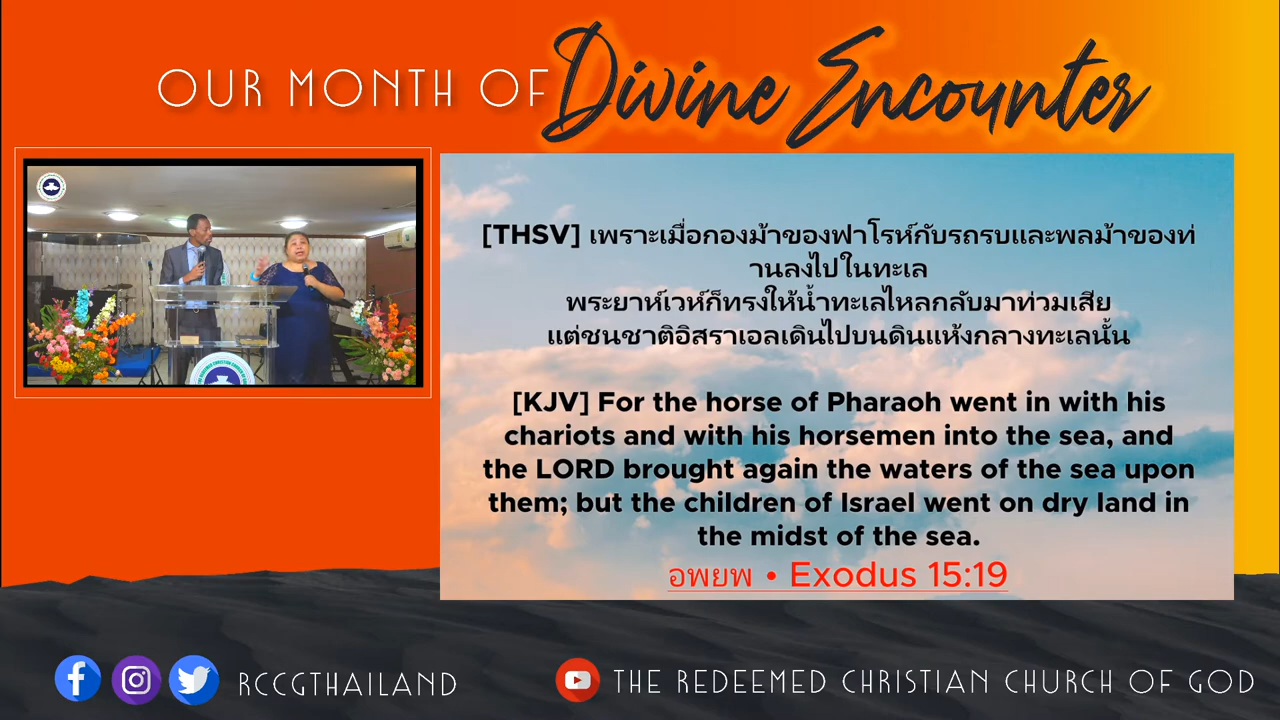 OUR MONTH OF Divine Encounter
[THSV] เพราะเมื่อกองม้าของฟาโรห์กับรถรบและพลม้าของท่
านลงไปในทะเล
พระยาห์เวห์ก็ทรงให้น้ำทะเลไหลกลับมาท่วมเสีย
แต่ชนชาติอิสราเอลเดินไปบนดินแห้งกลางทะเลนั้น
[KJV] For the horse of Pharaoh went in with his
chariots and with his horsemen into the sea, and
the LORD brought again the waters of the sea upon
them; but the children of Israel went on dry land in
the midst of the sea.
อพยพ • Exodus 15:19
RCCGTHAILAND
THE REDEEMED CHRISTIAN CHURCH OF GOD